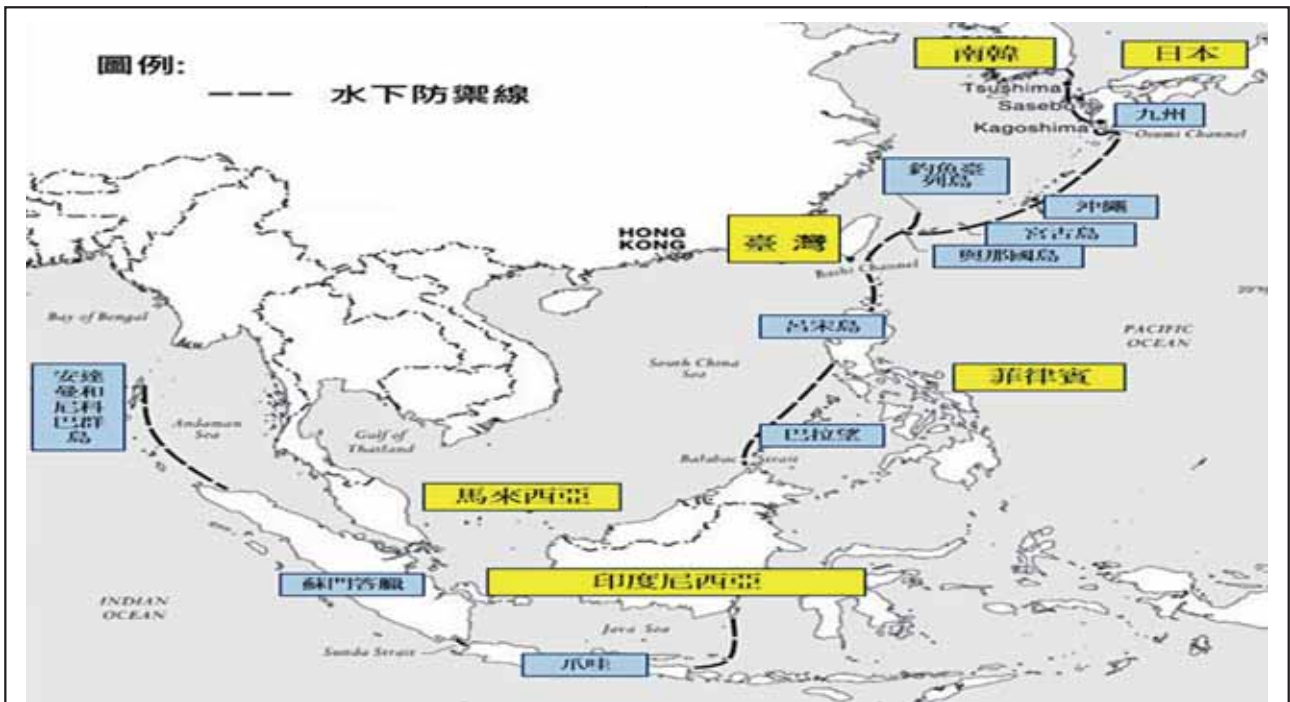 圖例:
水下防禦線
南韓
日本
Tsushima
Sasebo
九州
Kagoshima
Osumi Channel
釣魚臺
列島
沖繩
HONG
KONG
臺灣
宮古島
與那國島
Bashi Channel
Bay of Bengal
呂宋島
PACIFIC
OCEAN
South China
Sea
安達
曼和
尼科
巴群
島
菲律賓
Andaman
Sea
Gulf of
Thailand
巴拉望
Balabac Strait
馬來西亞
蘇門答臘
印度尼西亞
INDIAN
OCEAN
Java Sea
Sunda Strait
爪哇